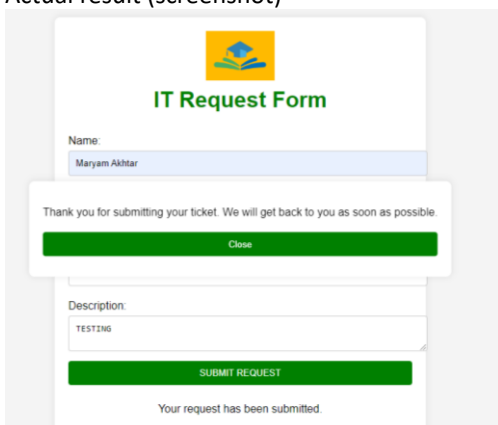 Actual result (screenshot)
IT Request Form
Name:
Maryam Akhtar
Thank you for submitting your ticket. We will get back to you as soon as possible.
Close
Description:
TESTING
SUBMIT REQUEST
Your request has been submitted.